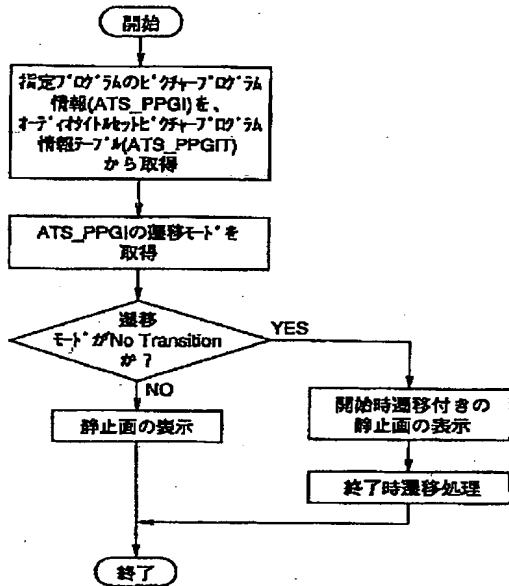 開始
指定プログラムのピクチャープログラム
情報(ATS_PPGI)を、
オーディオタイトルセットピクチャープログラム
情報テーブル(ATS_PPGIT)
から取得
ATS_PPGIの遷移モードを
取得
遷移
モードがNo Transition
か？
YES
NO
静止画の表示
開始時遷移付きの
静止画の表示
終了時遷移処理
終了